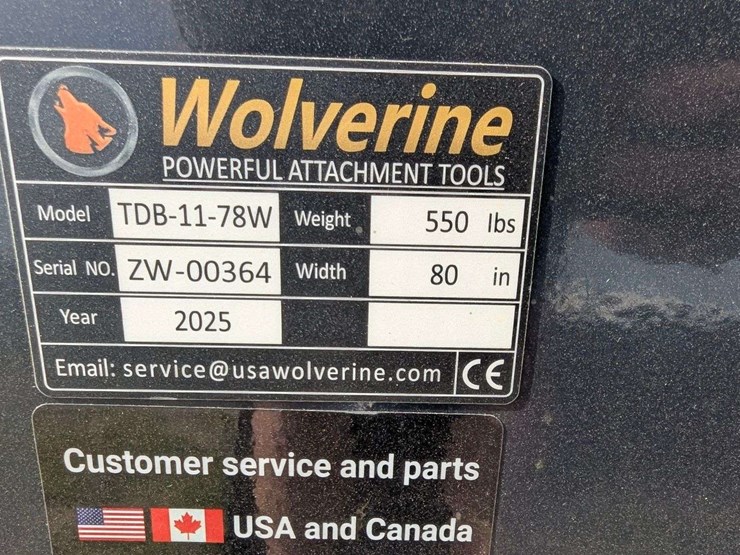 Wolverine
POWERFUL ATTACHMENT TOOLS
Model TDB-11-78W Weight 550 lbs
Serial NO. ZW-00364 Width 80 in
Year 2025
Email: service@usawolverine.com CE
Customer service and parts
USA and Canada